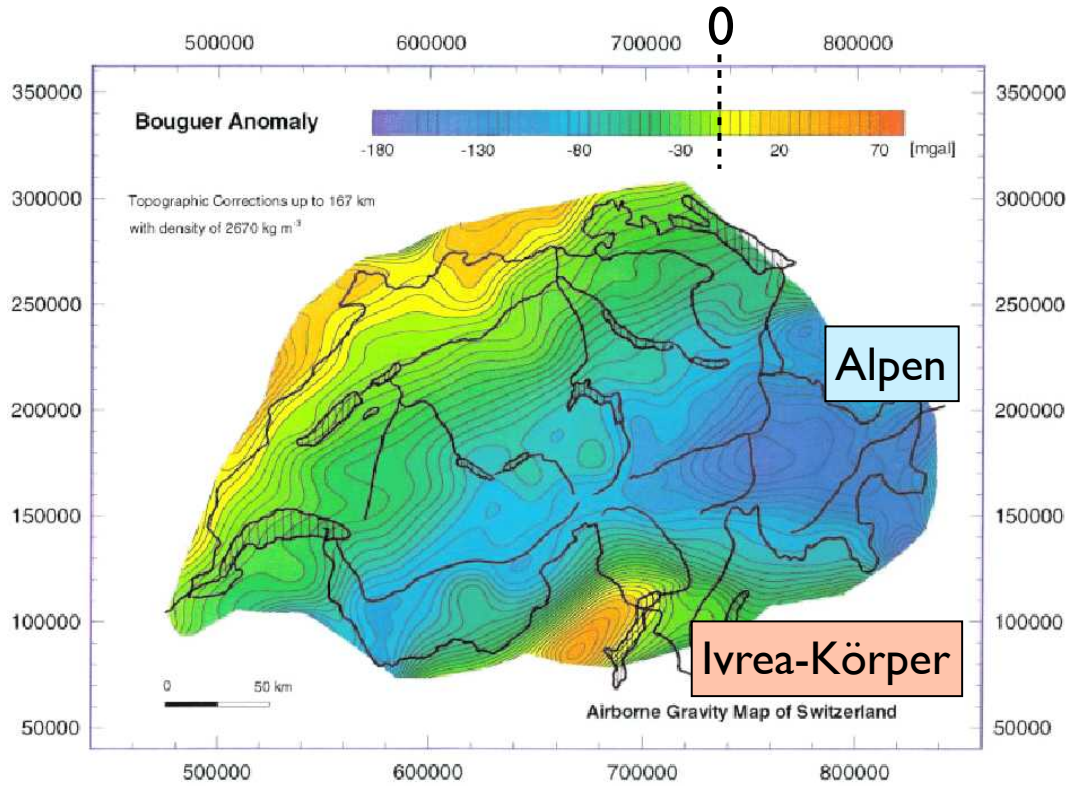 0
500000 600000 700000 800000
350000 350000
Bouguer Anomaly
-180 -130 -80 -30 20 70 [mgal]
Topographic Corrections up to 167 km
with density of 2670 kg m⁻³
300000 300000
250000 250000
Alpen
200000 200000
150000 150000
100000 100000
Ivrea-Körper
0 50 km
Airborne Gravity Map of Switzerland
50000 50000
500000 600000 700000 800000